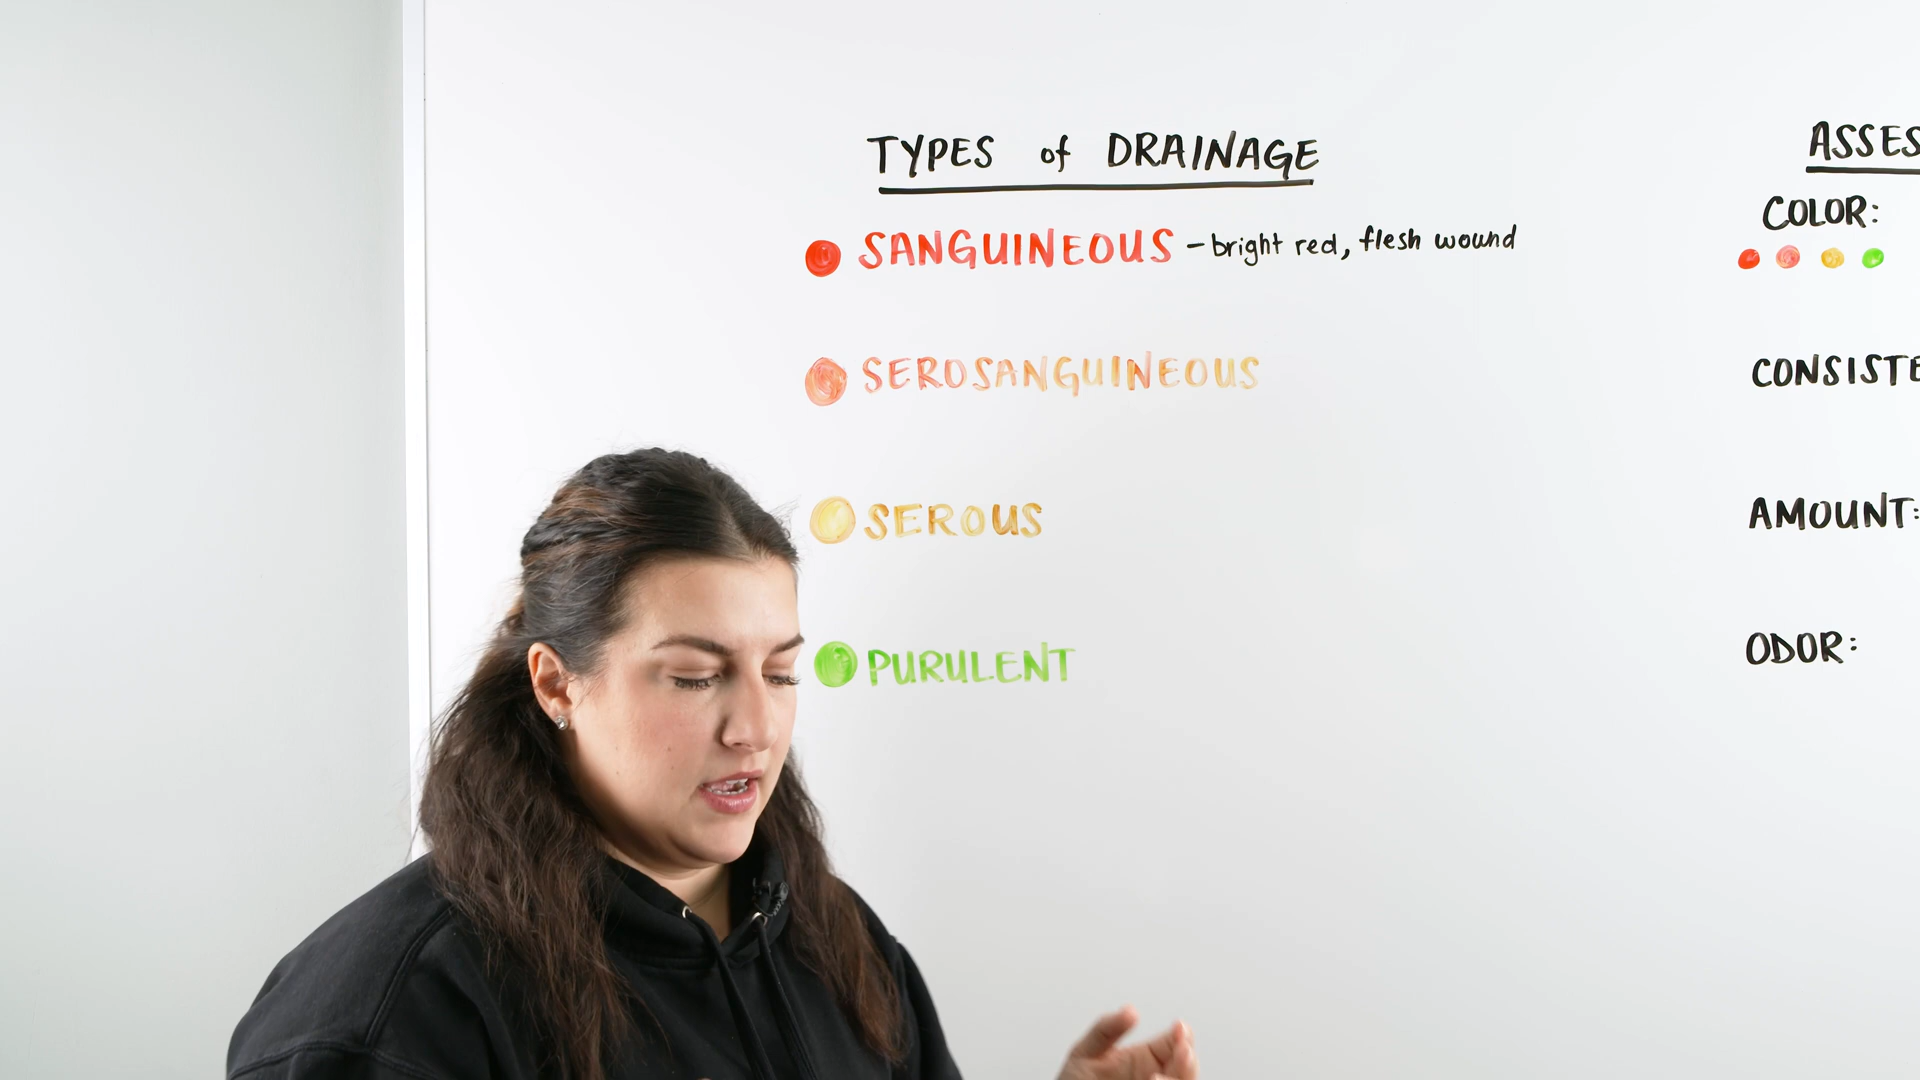 TYPES of DRAINAGE
SANGUINEOUS - bright red, flesh wound
SEROSANGUINEOUS
SEROUS
PURULENT
COLOR:
AMOUNT:
ODOR: